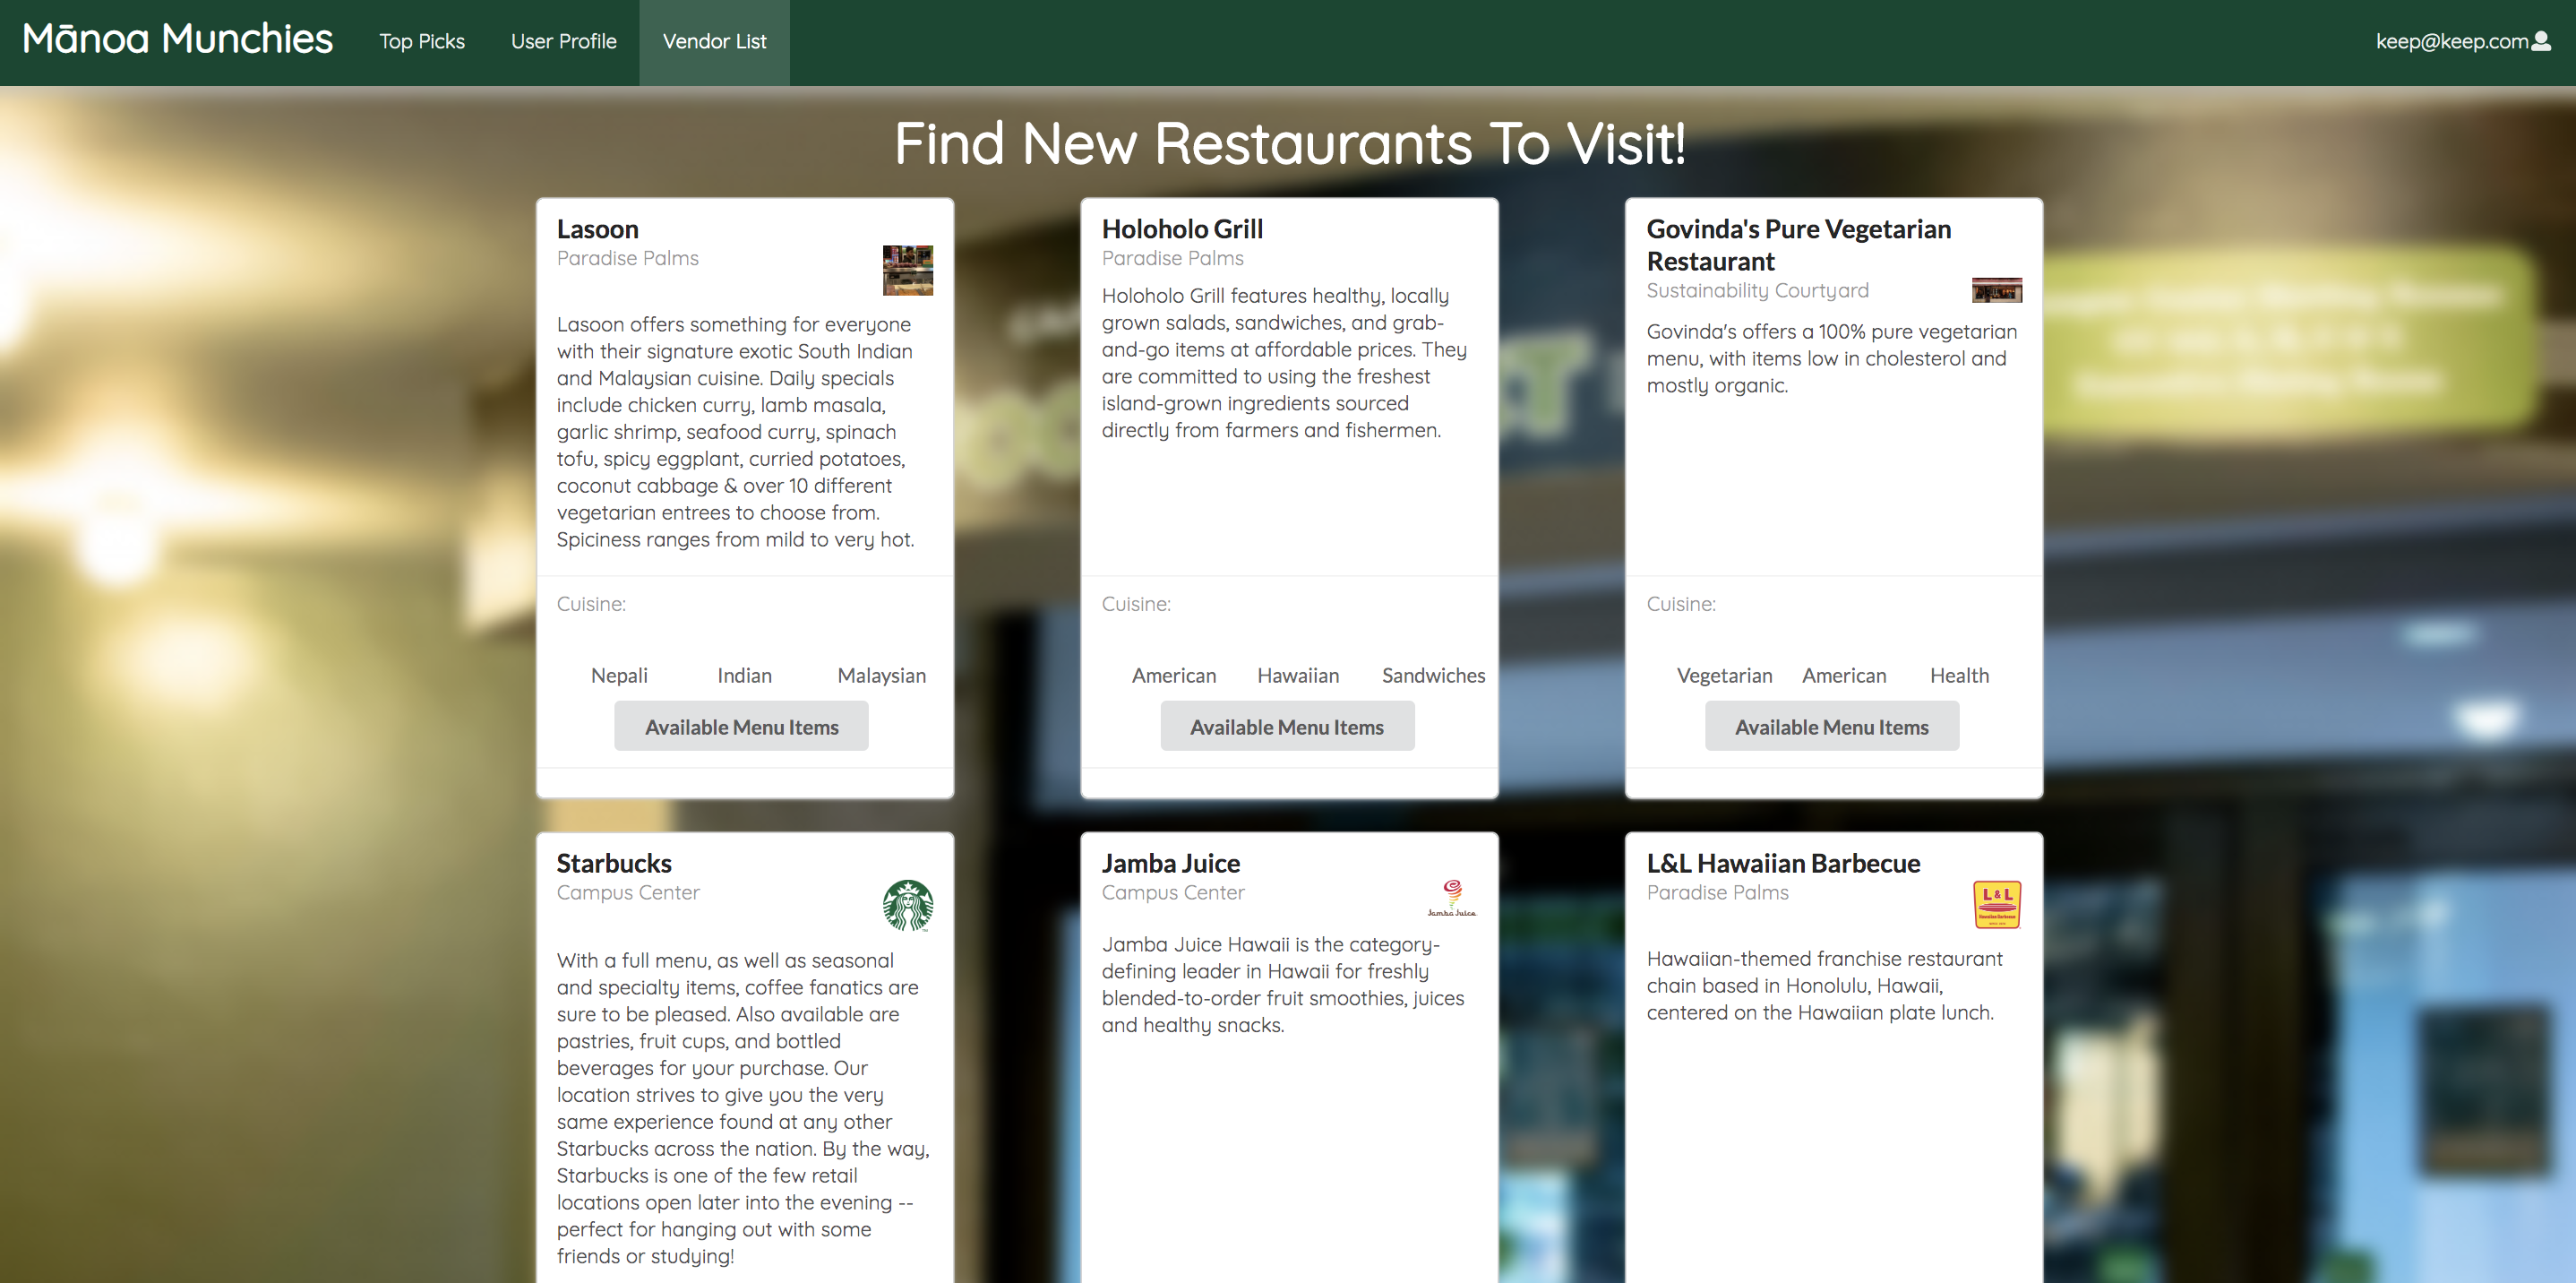 Mānoa Munchies
Top Picks
User Profile
Vendor List
keep@keep.com
Find New Restaurants To Visit!
Lasoon
Paradise Palms
Lasoon offers something for everyone
with their signature exotic South Indian
and Malaysian cuisine. Daily specials
include chicken curry, lamb masala,
garlic shrimp, seafood curry, spinach
tofu, spicy eggplant, curried potatoes,
coconut cabbage & over 10 different
vegetarian entrees to choose from.
Spiciness ranges from mild to very hot.
Cuisine:
Nepali
Indian
Malaysian
Available Menu Items
Holoholo Grill
Paradise Palms
Holoholo Grill features healthy, locally
grown salads, sandwiches, and grab-
and-go items at affordable prices. They
are committed to using the freshest
island-grown ingredients sourced
directly from farmers and fishermen.
Cuisine:
American
Hawaiian
Sandwiches
Available Menu Items
Govinda's Pure Vegetarian
Restaurant
Sustainability Courtyard
Govinda's offers a 100% pure vegetarian
menu, with items low in cholesterol and
mostly organic.
Cuisine:
Vegetarian
American
Health
Available Menu Items
Starbucks
Campus Center
With a full menu, as well as seasonal
and specialty items, coffee fanatics are
sure to be pleased. Also available are
pastries, fruit cups, and bottled
beverages for your purchase. Our
location strives to give you the very
same experience found at any other
Starbucks across the nation. By the way,
Starbucks is one of the few retail
locations open later into the evening --
perfect for hanging out with some
friends or studying!
Jamba Juice
Campus Center
Jamba Juice
Jamba Juice Hawaii is the category-
defining leader in Hawaii for freshly
blended-to-order fruit smoothies, juices
and healthy snacks.
L&L Hawaiian Barbecue
Paradise Palms
L & L
Hawaiian Barbecue
Hawaiian-themed franchise restaurant
chain based in Honolulu, Hawaii,
centered on the Hawaiian plate lunch.